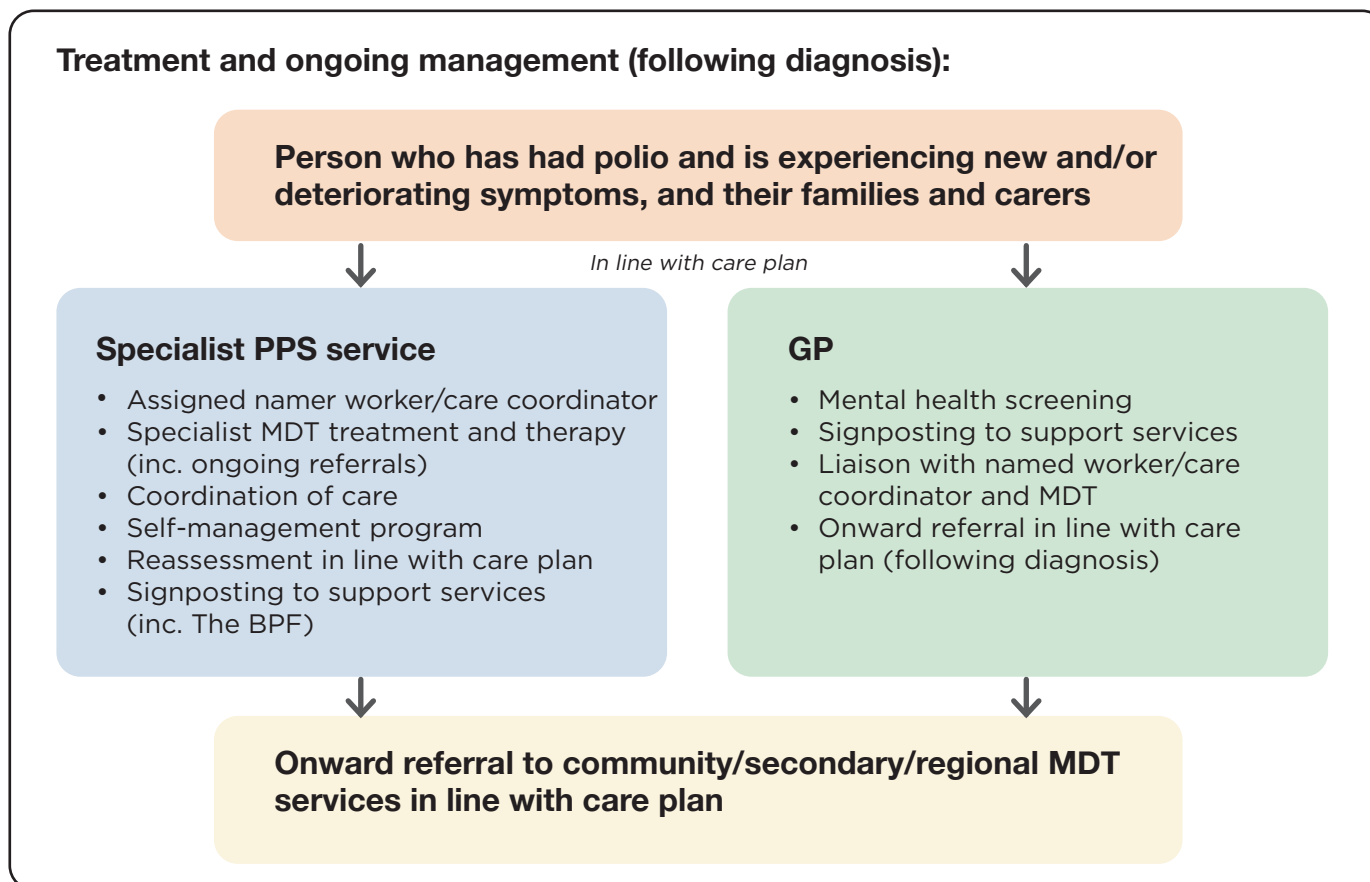 Treatment and ongoing management (following diagnosis):
Person who has had polio and is experiencing new and/or
deteriorating symptoms, and their families and carers
In line with care plan
Specialist PPS service
• Assigned namer worker/care coordinator
• Specialist MDT treatment and therapy
(inc. ongoing referrals)
• Coordination of care
• Self-management program
• Reassessment in line with care plan
• Signposting to support services
(inc. The BPF)
GP
• Mental health screening
• Signposting to support services
• Liaison with named worker/care
coordinator and MDT
• Onward referral in line with care
plan (following diagnosis)
Onward referral to community/secondary/regional MDT
services in line with care plan